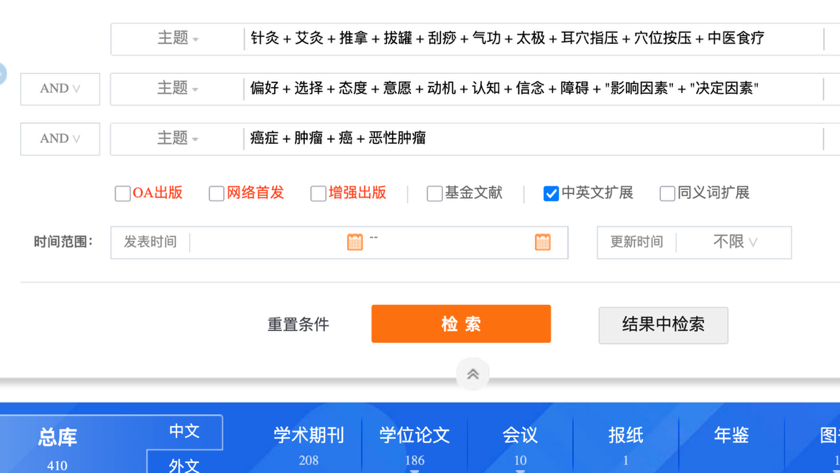 主题 针灸 + 艾灸 + 推拿 + 拔罐 + 刮痧 + 气功 + 太极 + 耳穴指压 + 穴位按压 + 中医食疗
AND 主题 偏好 + 选择 + 态度 + 意愿 + 动机 + 认知 + 信念 + 障碍 + "影响因素" + "决定因素"
AND 主题 癌症 + 肿瘤 + 癌 + 恶性肿瘤
OA出版 网络首发 增强出版 基金文献 中英文扩展 同义词扩展
时间范围: 发表时间 -- 更新时间 不限
重置条件 检索 结果中检索
总库 中文 学术期刊 学位论文 会议 报纸 年鉴
410 外文 208 186 10 1